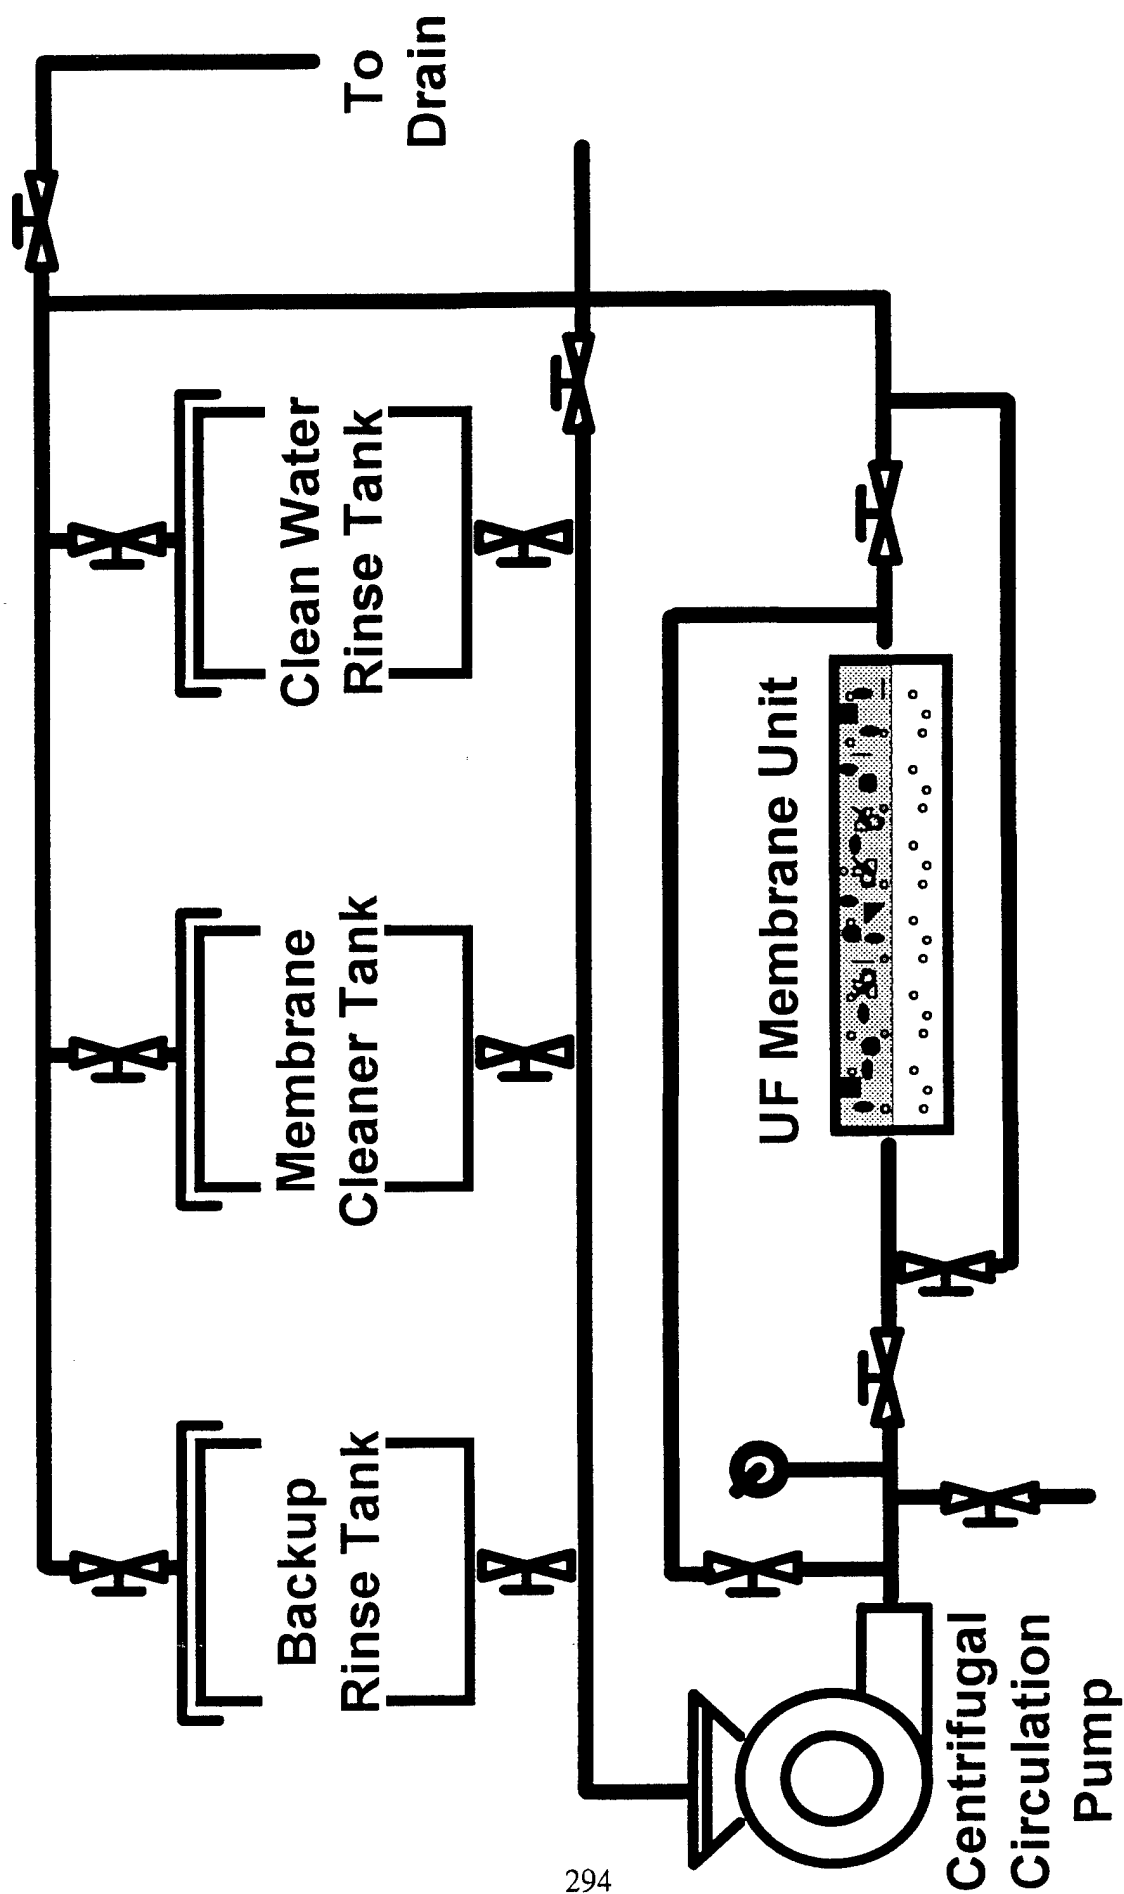 Backup
Rinse Tank
Membrane
Cleaner Tank
Clean Water
Rinse Tank
To
Drain
UF Membrane Unit
Centrifugal
Circulation
Pump
294